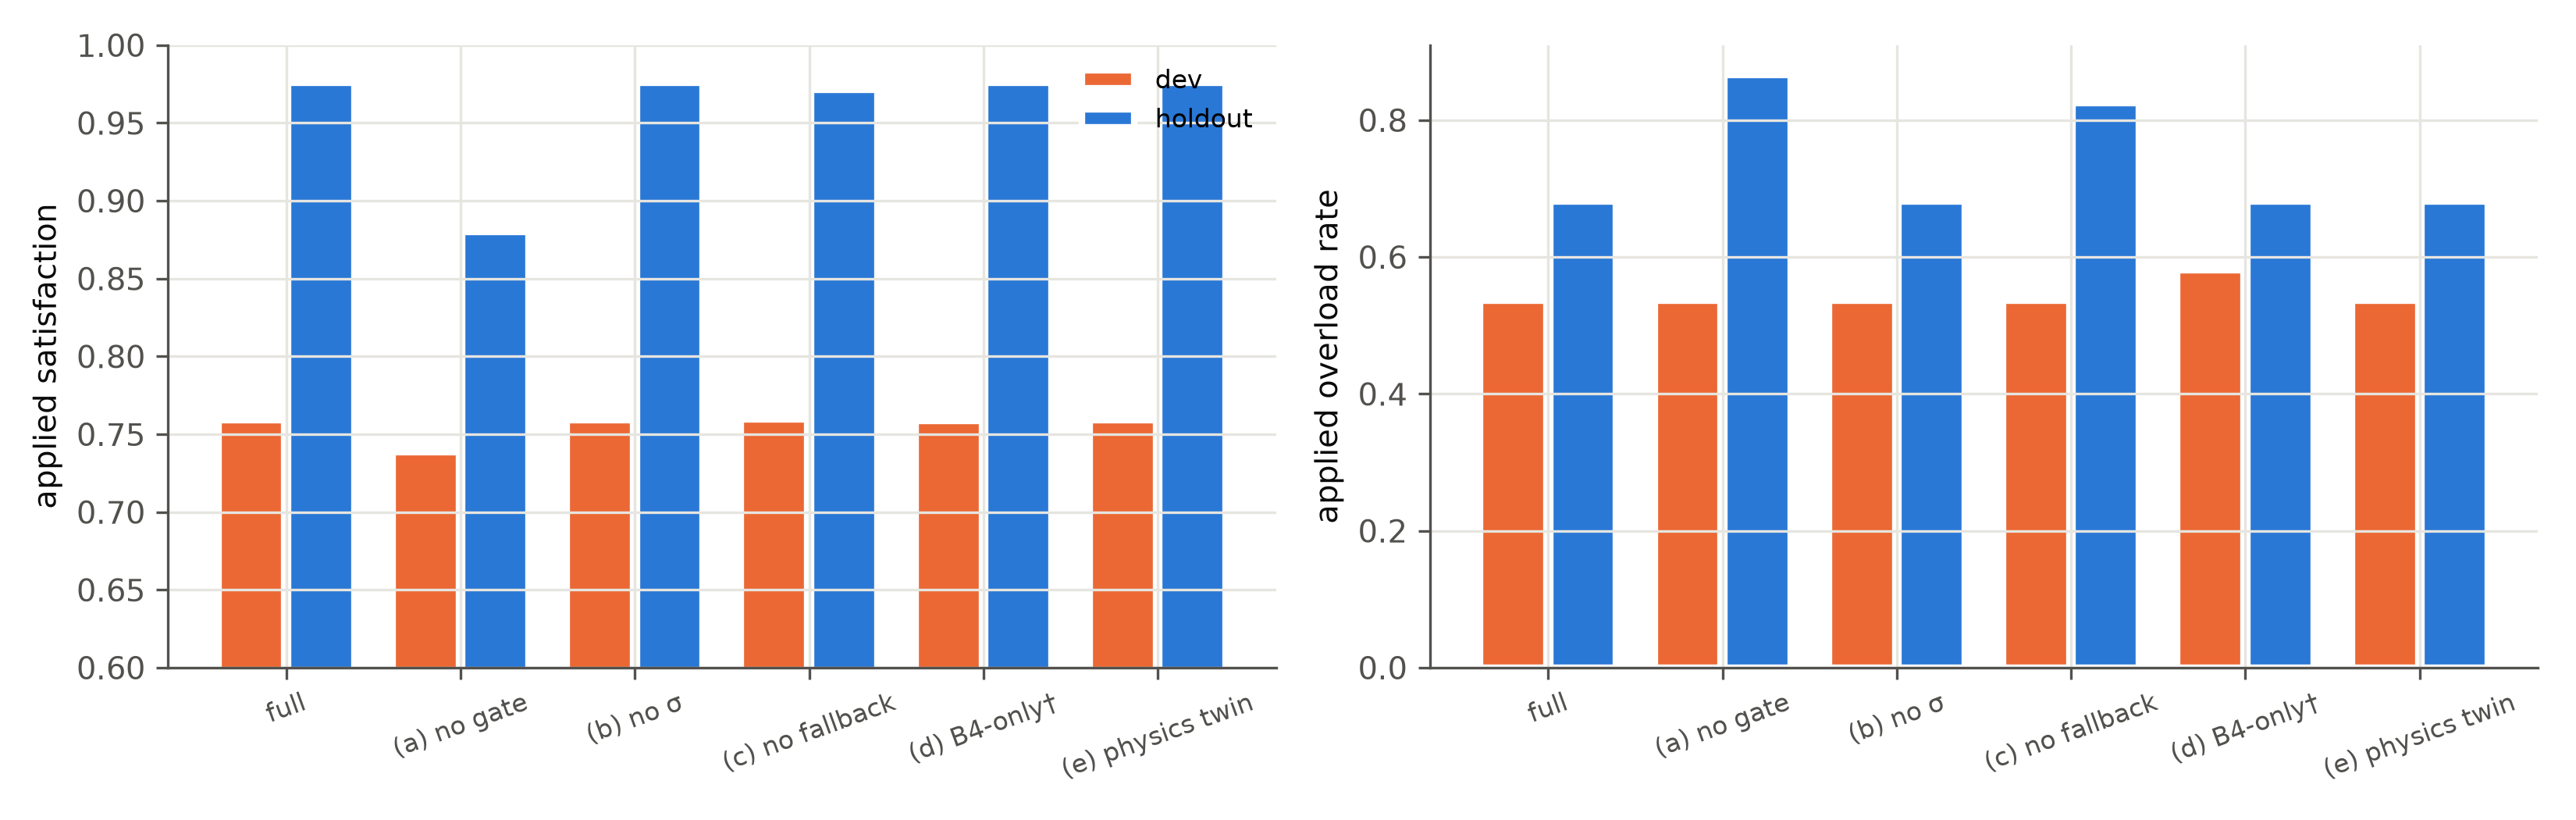 applied satisfaction
1.00
0.95
0.90
0.85
0.80
0.75
0.70
0.65
0.60
dev
holdout
full
(a) no gate
(b) no σ
(c) no fallback
(d) B4-only†
(e) physics twin
applied overload rate
0.8
0.6
0.4
0.2
0.0
full
(a) no gate
(b) no σ
(c) no fallback
(d) B4-only†
(e) physics twin